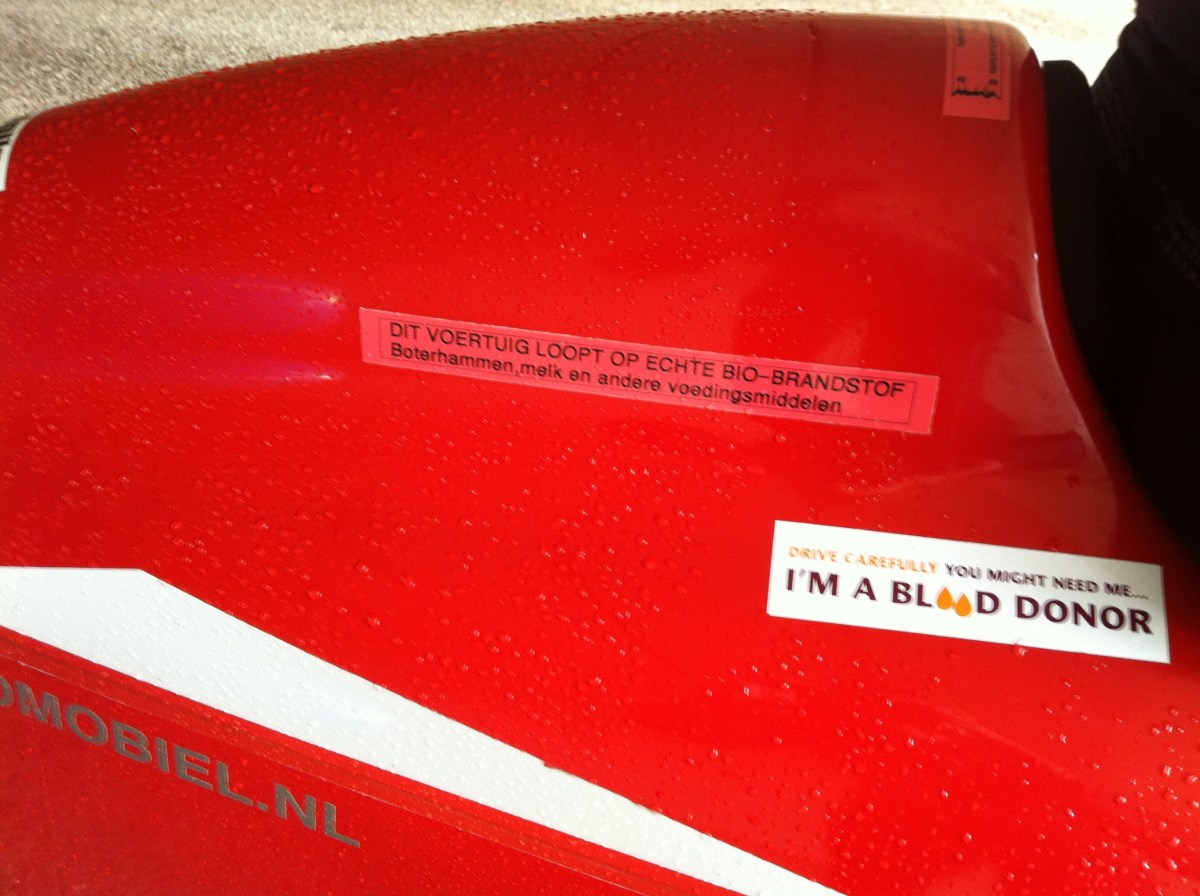 DIT VOERTUIG LOOPT OP ECHTE BIO-BRANDSTOF
Boterhammen,melk en andere voedingsmiddelen
DRIVE CAREFULLY YOU MIGHT NEED ME....
I'M A BLOOD DONOR
OMOBIEL.NL